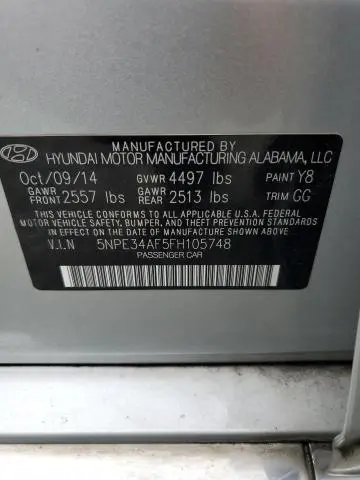 MANUFACTURED BY
HYUNDAI MOTOR MANUFACTURING ALABAMA, LLC
Oct/09/14 GVWR 4497 lbs PAINT Y8
GAWR FRONT 2557 lbs GAWR REAR 2513 lbs TRIM GG
THIS VEHICLE CONFORMS TO ALL APPLICABLE U.S.A. FEDERAL
MOTOR VEHICLE SAFETY, BUMPER, AND THEFT PREVENTION STANDARDS
IN EFFECT ON THE DATE OF MANUFACTURE SHOWN ABOVE.
V.I.N 5NPE34AF5FH105748
PASSENGER CAR